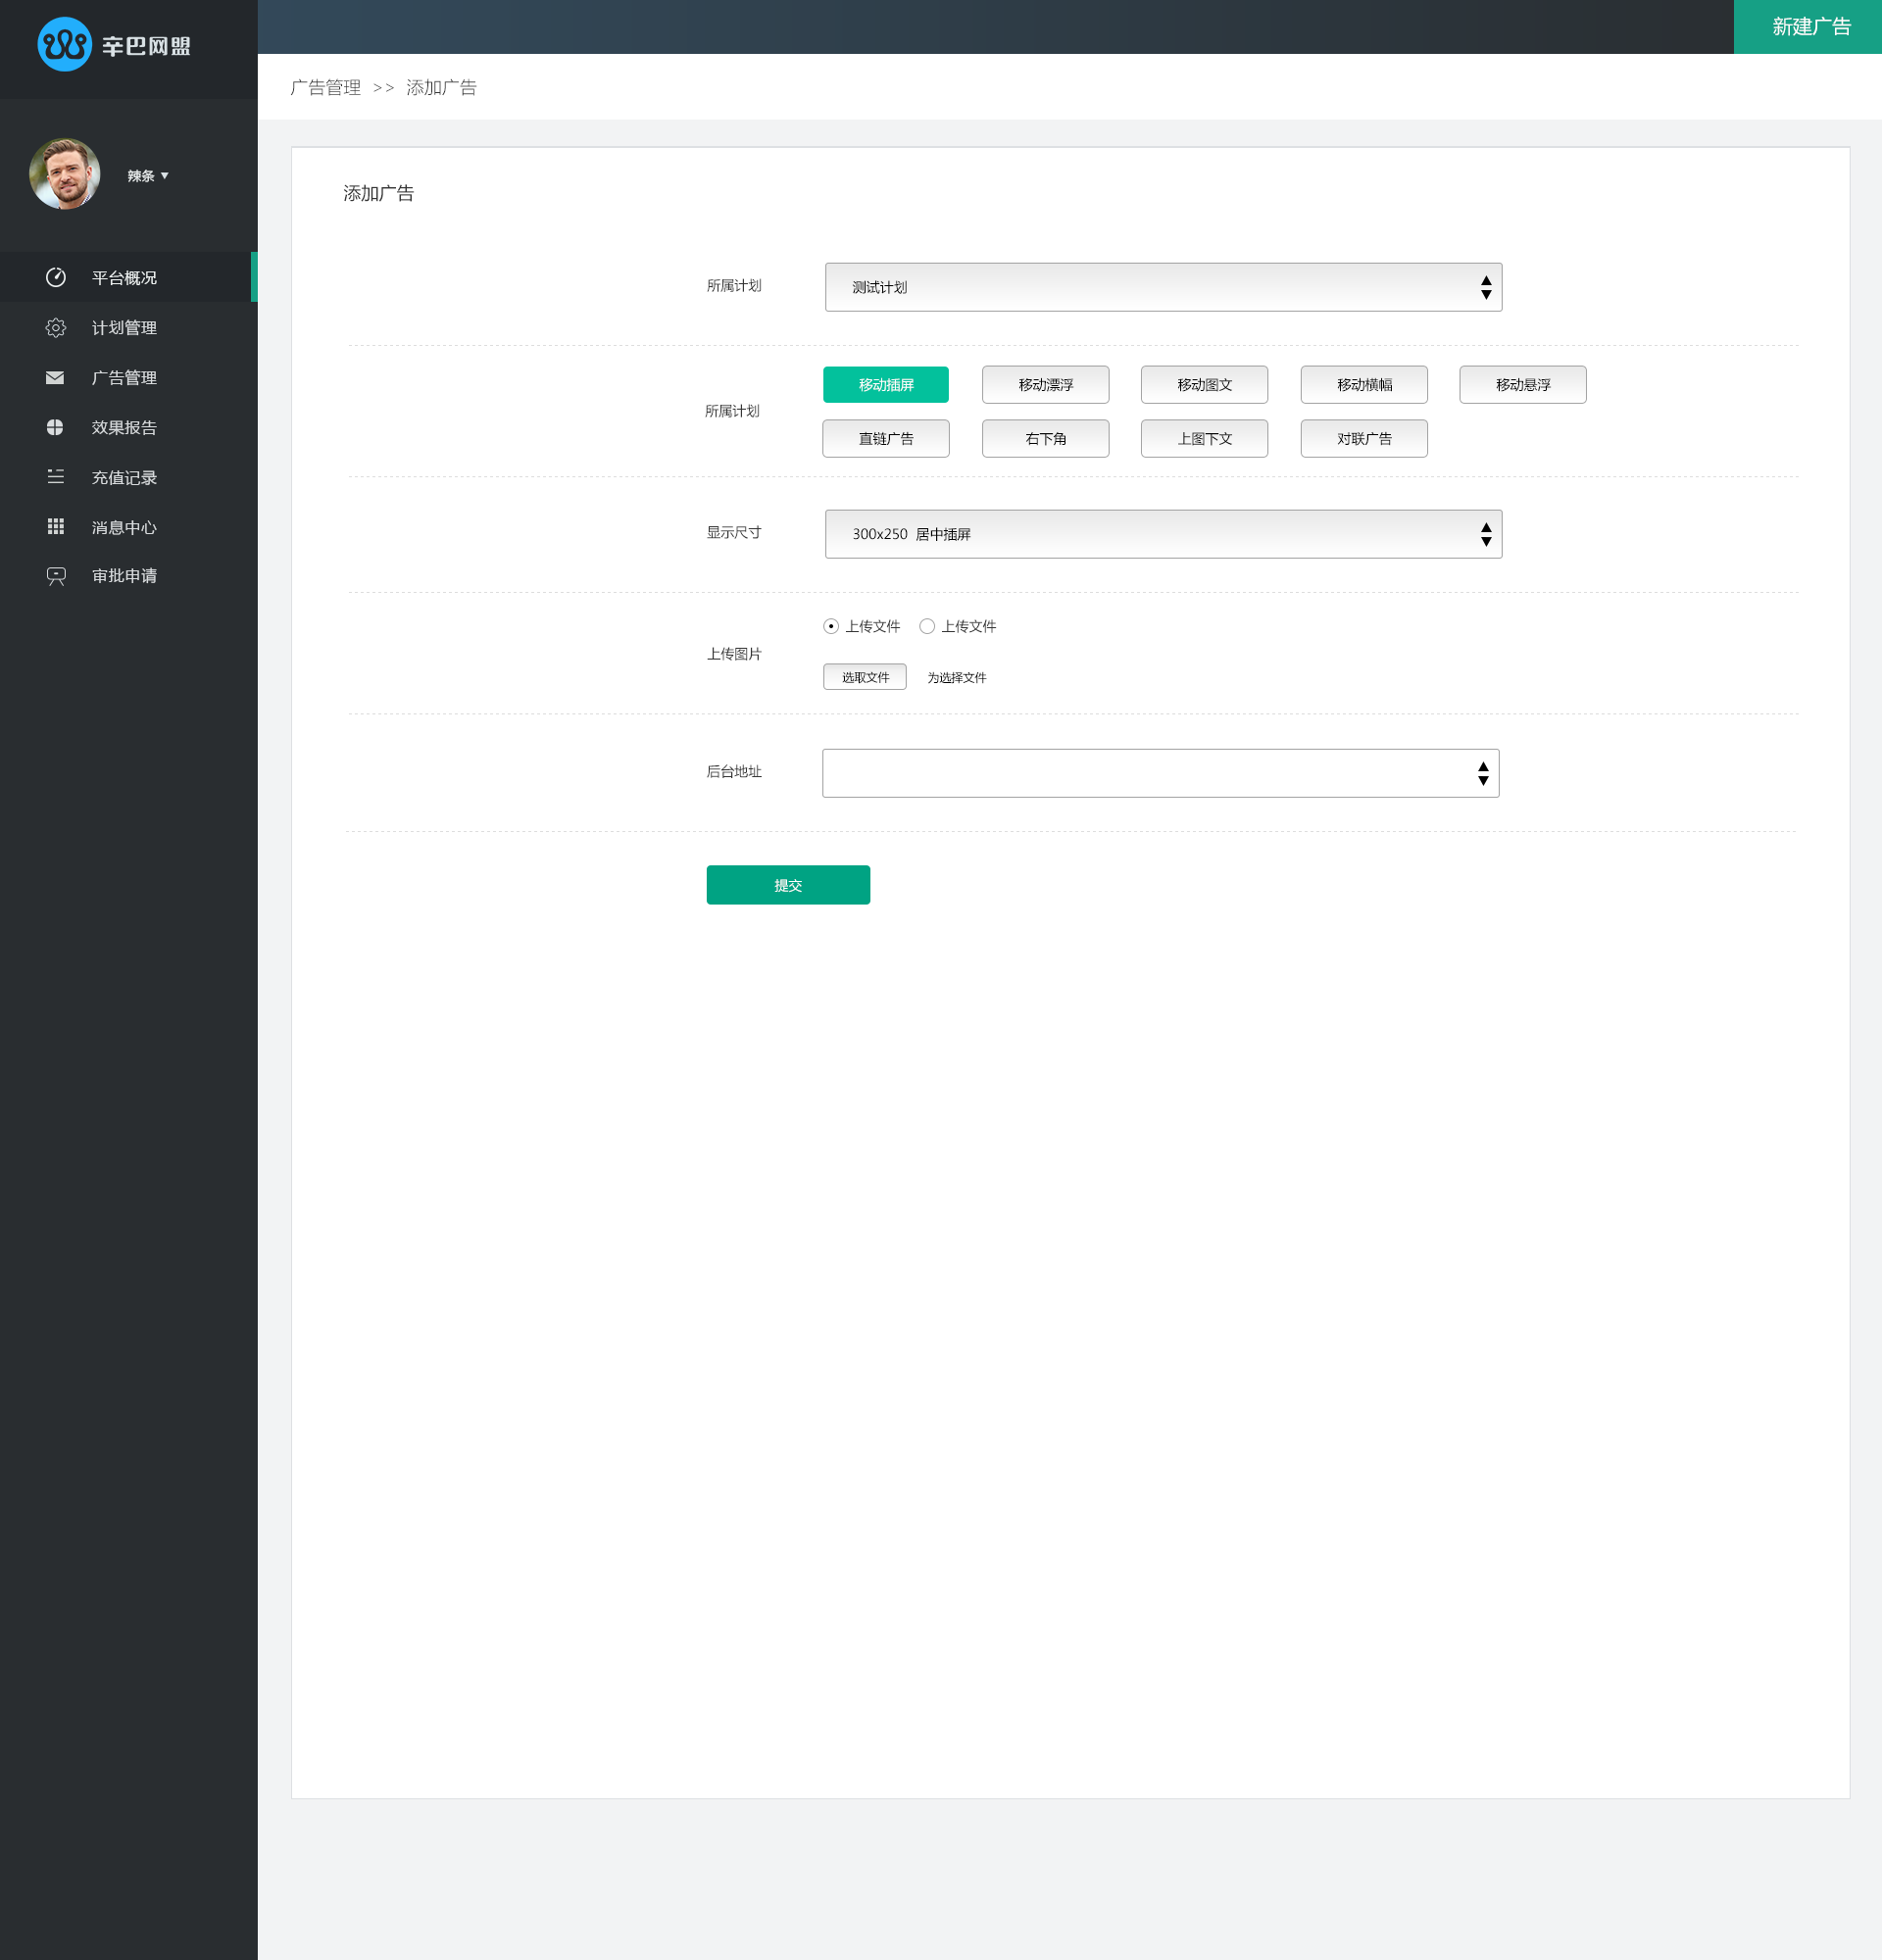 辛巴网盟
新建广告
广告管理 >> 添加广告
辣条
平台概况
计划管理
广告管理
效果报告
充值记录
消息中心
审批申请
添加广告
所属计划 测试计划
所属计划
移动插屏 移动漂浮 移动图文 移动横幅 移动悬浮
直链广告 右下角 上图下文 对联广告
显示尺寸 300x250 居中插屏
上传图片
上传文件 上传文件
选取文件 为选择文件
后台地址
提交